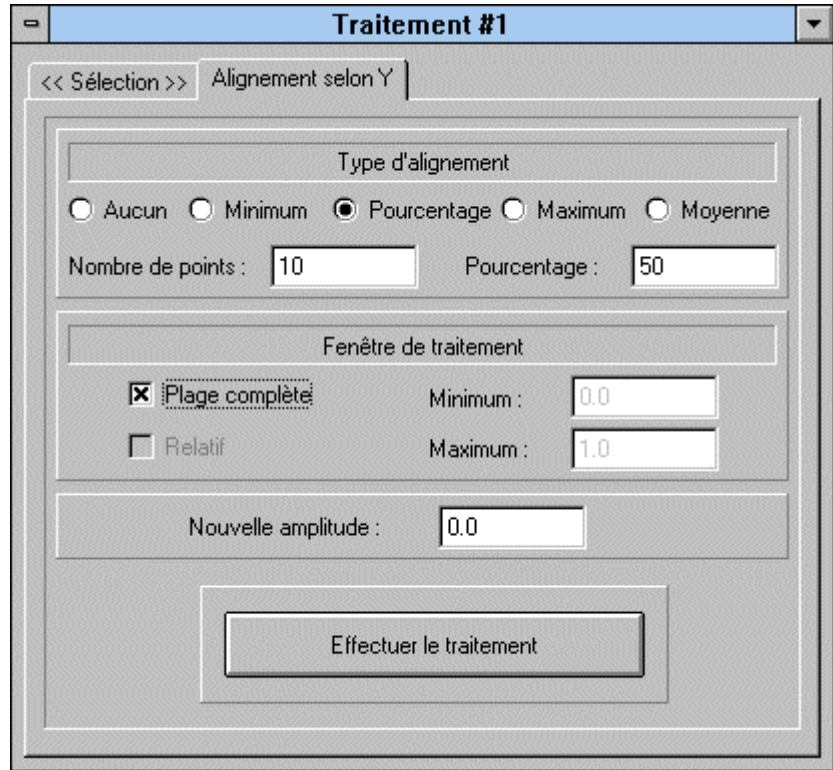 Traitement #1
<< Sélection >> Alignement selon Y
Type d'alignement
Aucun Minimum Pourcentage Maximum Moyenne
Nombre de points : 10 Pourcentage : 50
Fenêtre de traitement
Plage complète Minimum : 0.0
Relatif Maximum : 1.0
Nouvelle amplitude : 0.0
Effectuer le traitement